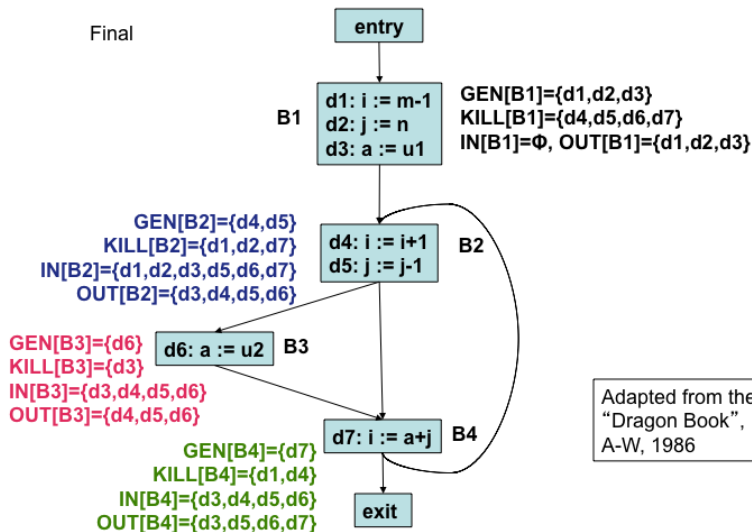 Final
entry
B1
d1: i := m-1
d2: j := n
d3: a := u1
GEN[B1]={d1,d2,d3}
KILL[B1]={d4,d5,d6,d7}
IN[B1]=Φ, OUT[B1]={d1,d2,d3}
GEN[B2]={d4,d5}
KILL[B2]={d1,d2,d7}
IN[B2]={d1,d2,d3,d5,d6,d7}
OUT[B2]={d3,d4,d5,d6}
d4: i := i+1
d5: j := j-1
B2
GEN[B3]={d6}
KILL[B3]={d3}
IN[B3]={d3,d4,d5,d6}
OUT[B3]={d4,d5,d6}
d6: a := u2
B3
d7: i := a+j
B4
GEN[B4]={d7}
KILL[B4]={d1,d4}
IN[B4]={d3,d4,d5,d6}
OUT[B4]={d3,d5,d6,d7}
exit
Adapted from the
“Dragon Book”,
A-W, 1986